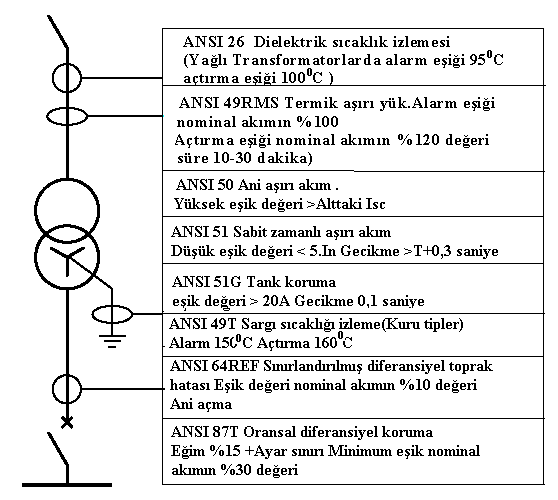 ANSI 26 Dielektrik sıcaklık izlemesi
(Yağlı Transformatorlarda alarm eşiği 95⁰C
açtırma eşiği 100⁰C )
ANSI 49RMS Termik aşırı yük.Alarm eşiği
nominal akımın %100
Açtırma eşiği nominal akımın %120 değeri
süre 10-30 dakika)
ANSI 50 Ani aşırı akım .
Yüksek eşik değeri >Alttaki Isc
ANSI 51 Sabit zamanlı aşırı akım
Düşük eşik değeri < 5.In Gecikme >T+0,3 saniye
ANSI 51G Tank koruma
eşik değeri > 20A Gecikme 0,1 saniye
ANSI 49T Sargı sıcaklığı izleme(Kuru tipler)
Alarm 150⁰C Açtırma 160⁰C
ANSI 64REF Sınırlandırılmış diferansiyel toprak
hatası Eşik değeri nominal akımın %10 değeri
Ani açma
ANSI 87T Oransal diferansiyel koruma
Eğim %15 +Ayar sınırı Minimum eşik nominal
akımın %30 değeri